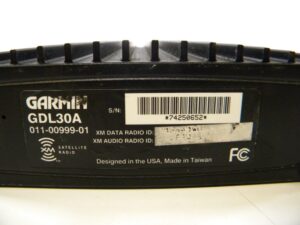 GARMIN
GDL30A
011-00999-01
S/N:
*74250652*
XM DATA RADIO ID:
XM AUDIO RADIO ID:
XM
SATELLITE
RADIO
Designed in the USA, Made in Taiwan
FC